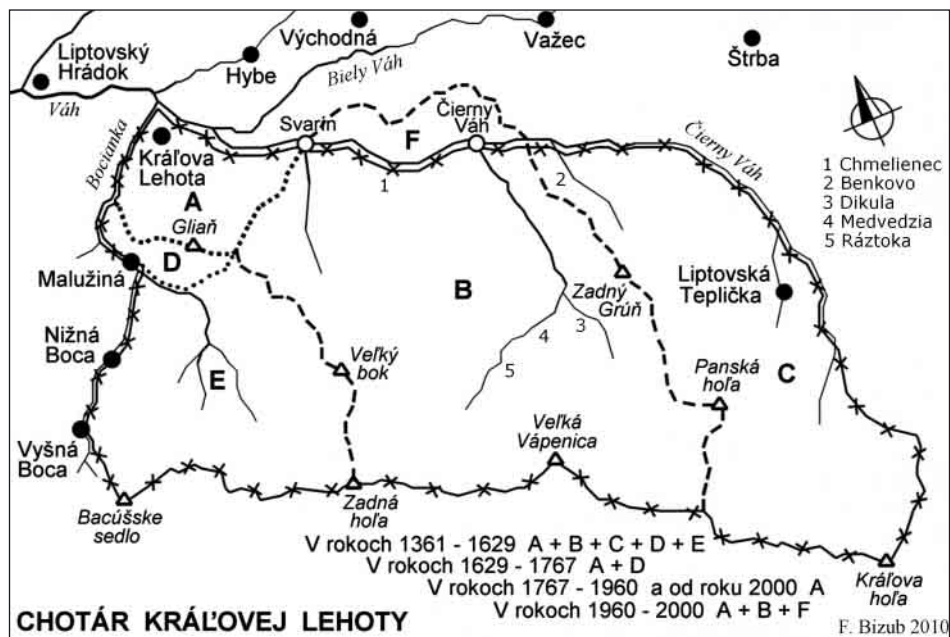 Liptovský
Hrádok
Východná
Hybe
Važec
Štrba
Biely Váh
Váh
Svarín
Čierny
Váh
F
Čierny Váh
Bocianka
Kráľova
Lehota
A
Gliaň
D
Malužiná
1
2
1 Chmelienec
2 Benkovo
3 Dikula
4 Medvedzia
5 Ráztoka
B
Zadný
Grúň
Liptovská
Teplička
3
4
5
Nižná
Boca
E
Veľký
bok
Panská
hoľa
C
Vyšná
Boca
Veľká
Vápenica
Bacúšske
sedlo
Zadná
hoľa
Kráľova
hoľa
V rokoch 1361 - 1629 A + B + C + D + E
V rokoch 1629 - 1767 A + D
V rokoch 1767 - 1960 a od roku 2000 A
V rokoch 1960 - 2000 A + B + F
CHOTÁR KRÁĽOVEJ LEHOTY
F. Bizub 2010